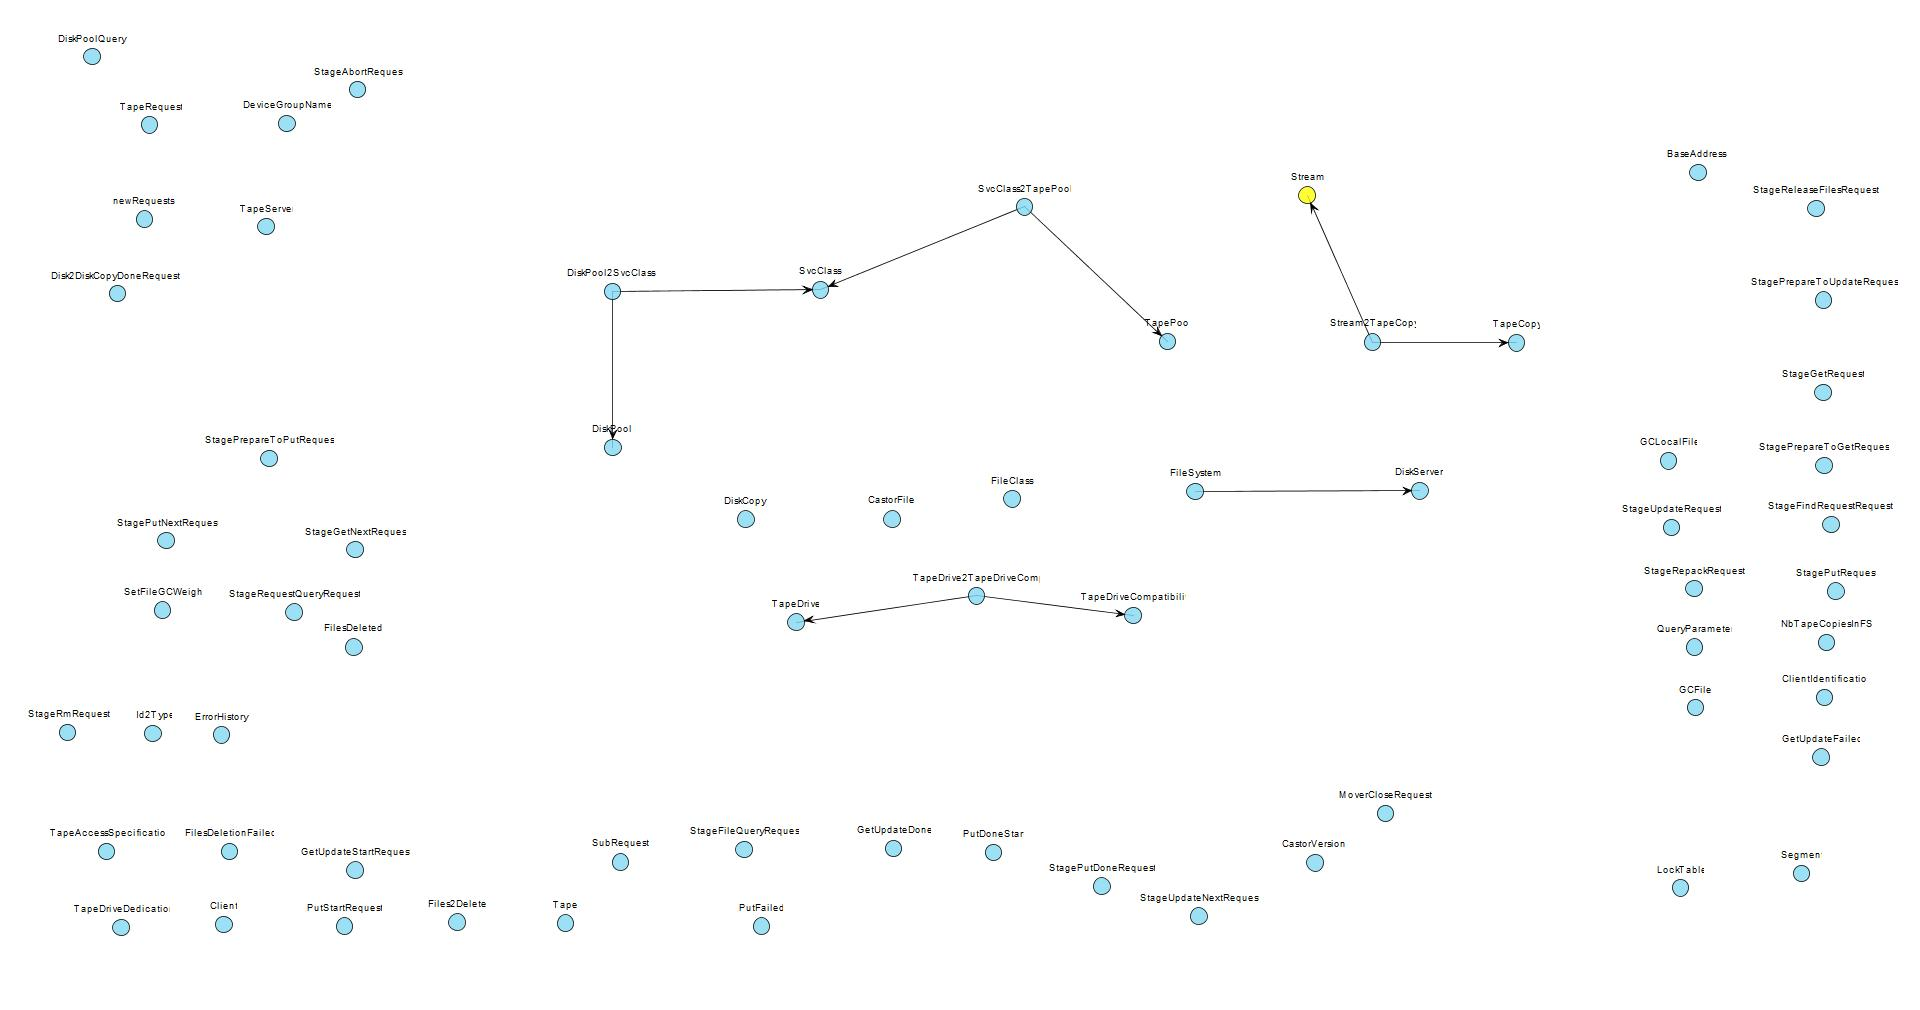 DiskPoolQuery
StageAbortReques
TapeRequest
DeviceGroupName
BaseAddress
Stream
SvcClass2TapePool
StageReleaseFilesRequest
newRequests
TapeServer
DiskPool2SvcClass
SvcClass
Disk2DiskCopyDoneRequest
StagePrepareToUpdateReques
TapePoo
Stream2TapeCopy
TapeCopy
StageGetRequest
DiskPool
StagePrepareToPutReques
GCLocalFile
StagePrepareToGetReques
FileSystem
DiskServer
FileClass
DiskCopy
CastorFile
StageUpdateRequest
StageFindRequestRequest
StagePutNextReques
StageGetNextReques
StageRepackRequest
StagePutReques
TapeDrive2TapeDriveComp
SetFileGCWeigh
StageRequestQueryRequest
TapeDrive
TapeDriveCompatibili
FilesDeleted
QueryParameter
NbTapeCopiesInFS
ClientIdentificatio
GCFile
StageRmRequest
Id2Type
ErrorHistory
GetUpdateFailed
MoverCloseRequest
TapeAccessSpecificatio
FilesDeletionFailed
GetUpdateStartReques
SubRequest
StageFileQueryReques
GetUpdateDone
PutDoneStar
CastorVersion
StagePutDoneRequest
LockTable
Segmen
StageUpdateNextReques
TapeDriveDedicatio
Client
PutStartRequest
Files2Delete
Tape
PutFailed